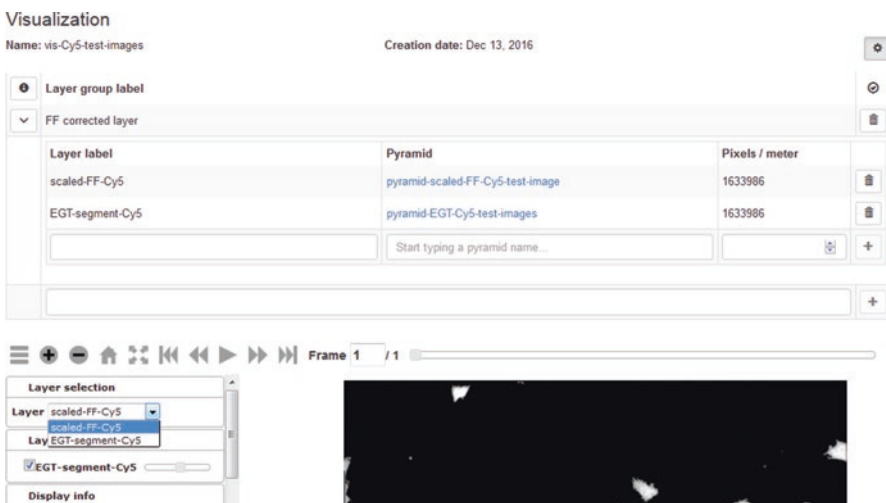 Visualization
Name: vis-Cy5-test-images Creation date: Dec 13, 2016
Layer group label
FF corrected layer
Layer label Pyramid Pixels / meter
scaled-FF-Cy5 pyramid-scaled-FF-Cy5-test-image 1633986
EGT-segment-Cy5 pyramid-EGT-Cy5-test-images 1633986
Start typing a pyramid name...
Frame 1 / 1
Layer selection
Layer scaled-FF-Cy5
scaled-FF-Cy5
Lay EGT-segment-Cy5
EGT-segment-Cy5
Display info